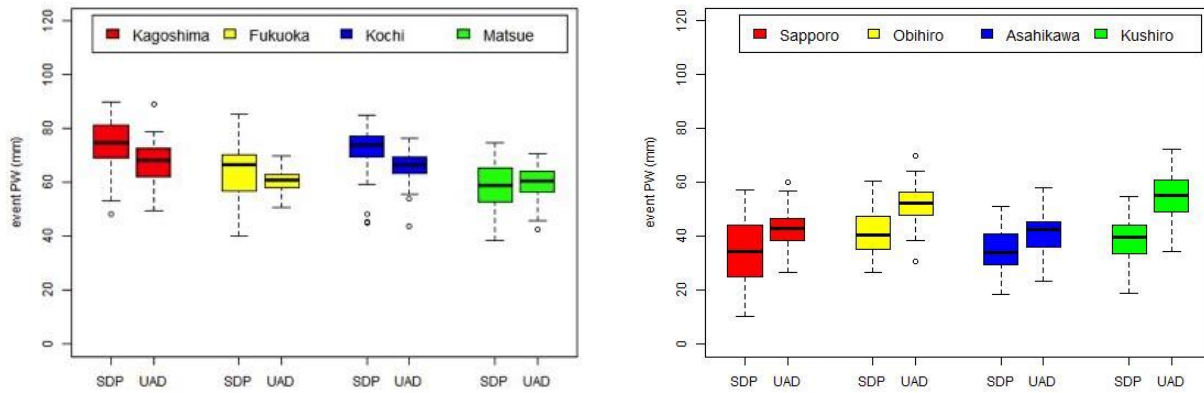 event PW (mm)
0 20 40 60 80 100 120
Kagoshima Fukuoka Kochi Matsue
SDP UAD SDP UAD SDP UAD SDP UAD
event PW (mm)
0 20 40 60 80 100 120
Sapporo Obihiro Asahikawa Kushiro
SDP UAD SDP UAD SDP UAD SDP UAD